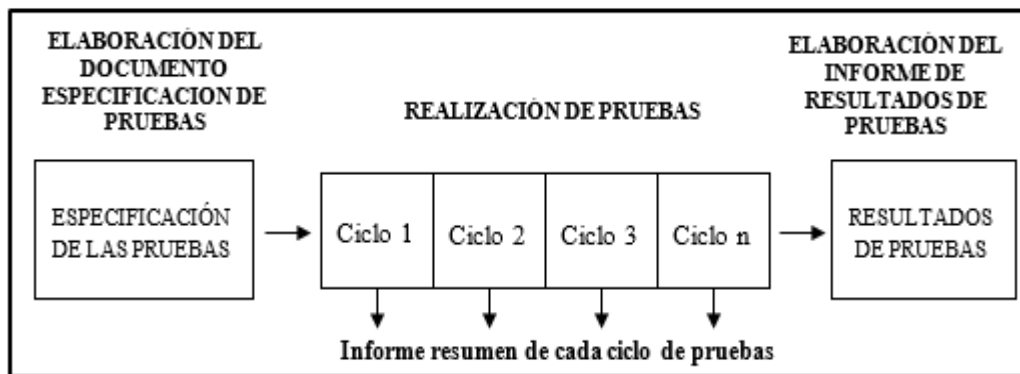 ELABORACIÓN DEL
DOCUMENTO
ESPECIFICACION DE
PRUEBAS
REALIZACIÓN DE PRUEBAS
ELABORACIÓN DEL
INFORME DE
RESULTADOS DE
PRUEBAS
ESPECIFICACIÓN
DE LAS PRUEBAS
Ciclo 1
Ciclo 2
Ciclo 3
Ciclo n
RESULTADOS
DE PRUEBAS
Informe resumen de cada ciclo de pruebas